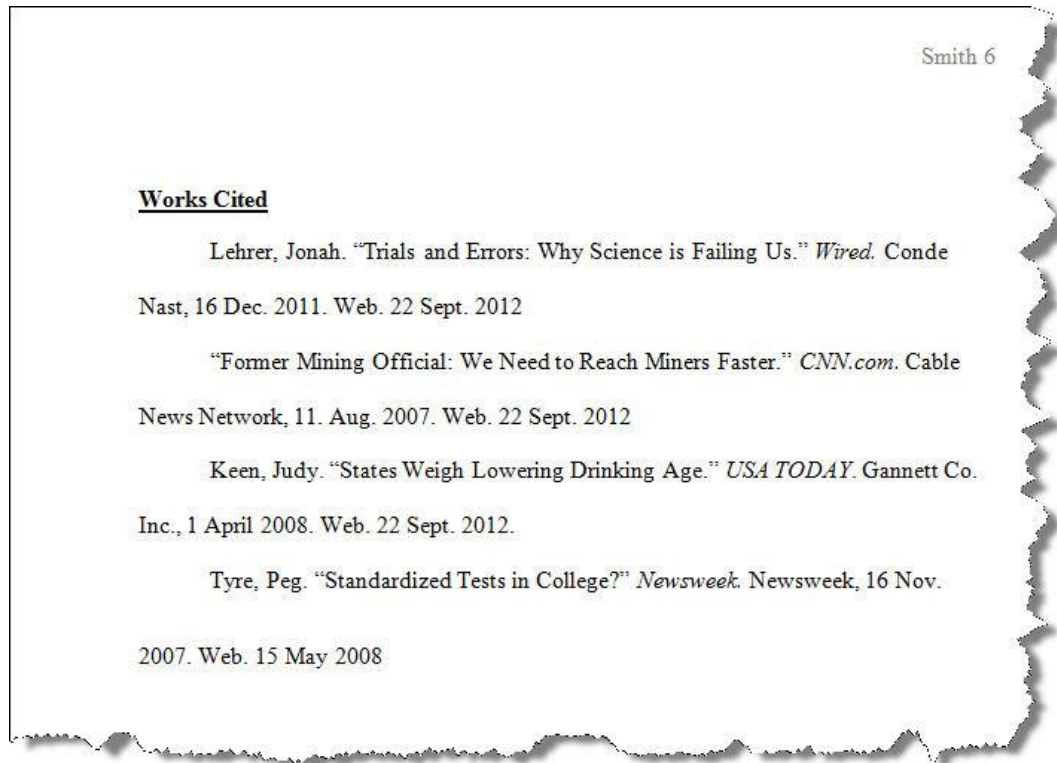 Smith 6
Works Cited
Lehrer, Jonah. “Trials and Errors: Why Science is Failing Us.” Wired. Conde
Nast, 16 Dec. 2011. Web. 22 Sept. 2012
“Former Mining Official: We Need to Reach Miners Faster.” CNN.com. Cable
News Network, 11. Aug. 2007. Web. 22 Sept. 2012
Keen, Judy. “States Weigh Lowering Drinking Age.” USA TODAY. Gannett Co.
Inc., 1 April 2008. Web. 22 Sept. 2012.
Tyre, Peg. “Standardized Tests in College?” Newsweek. Newsweek, 16 Nov.
2007. Web. 15 May 2008